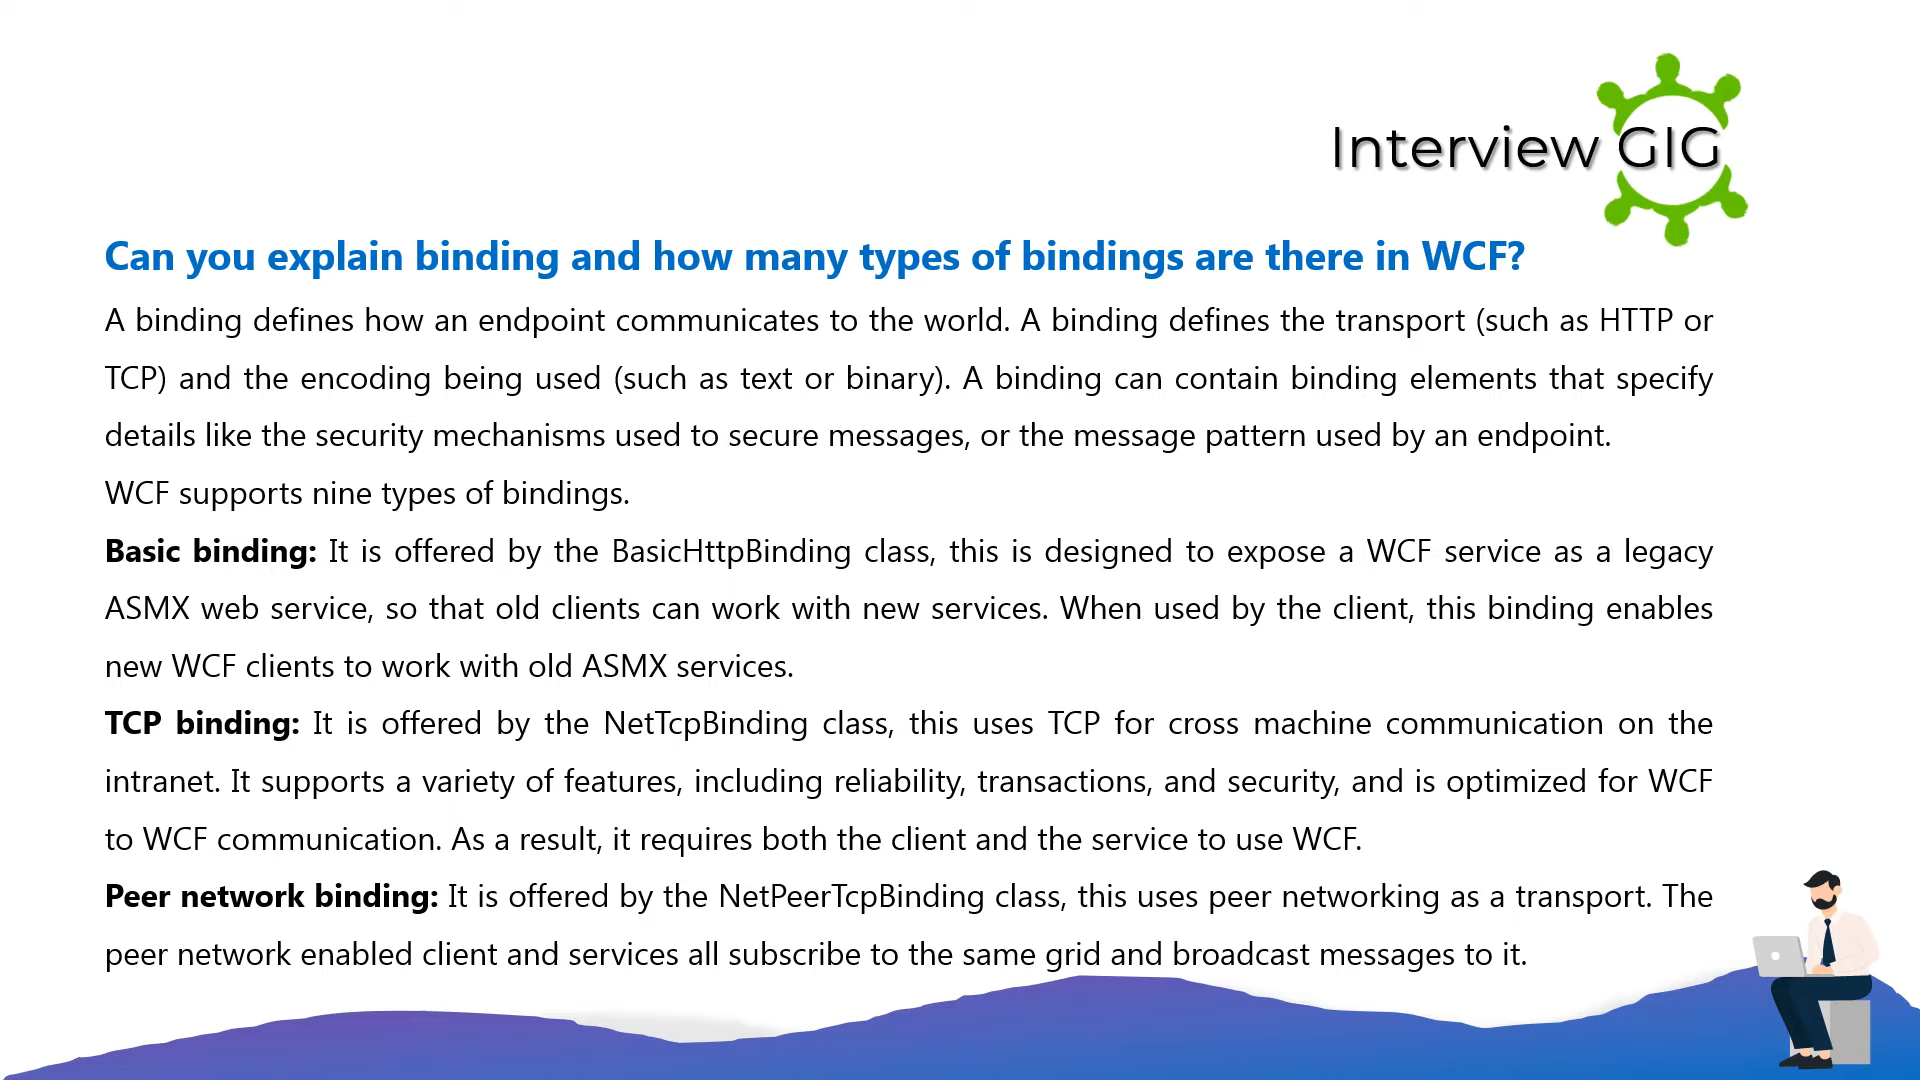 Interview GIG
Can you explain binding and how many types of bindings are there in WCF?
A binding defines how an endpoint communicates to the world. A binding defines the transport (such as HTTP or
TCP) and the encoding being used (such as text or binary). A binding can contain binding elements that specify
details like the security mechanisms used to secure messages, or the message pattern used by an endpoint.
WCF supports nine types of bindings.
Basic binding: It is offered by the BasicHttpBinding class, this is designed to expose a WCF service as a legacy
ASMX web service, so that old clients can work with new services. When used by the client, this binding enables
new WCF clients to work with old ASMX services.
TCP binding: It is offered by the NetTcpBinding class, this uses TCP for cross machine communication on the
intranet. It supports a variety of features, including reliability, transactions, and security, and is optimized for WCF
to WCF communication. As a result, it requires both the client and the service to use WCF.
Peer network binding: It is offered by the NetPeerTcpBinding class, this uses peer networking as a transport. The
peer network enabled client and services all subscribe to the same grid and broadcast messages to it.